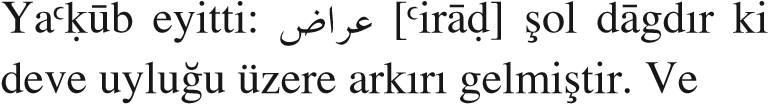 Yaʿḳūb eyitti: عراض [ʿirāḍ] şol dāgdır ki
deve uyluğu üzere arkırı gelmiştir. Ve